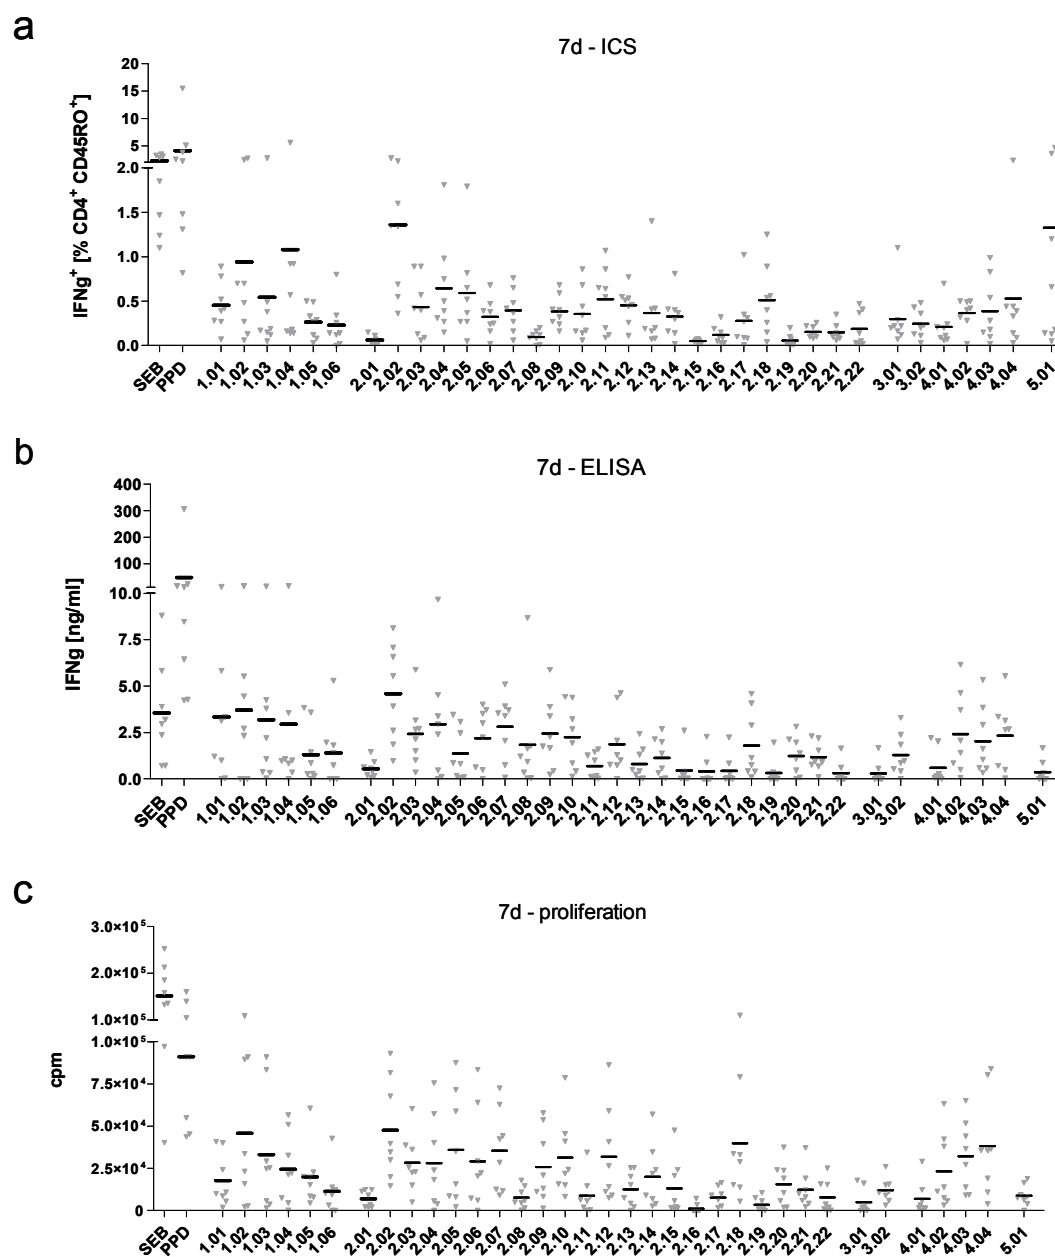 a
7d - ICS
IFNg⁺ [% CD4⁺ CD45RO⁺]
20
15
10
5
2.0
1.5
1.0
0.5
0.0
SEB PPD 1.01 1.02 1.03 1.04 1.05 1.06 2.01 2.02 2.03 2.04 2.05 2.06 2.07 2.08 2.09 2.10 2.11 2.12 2.13 2.14 2.15 2.16 2.17 2.18 2.19 2.20 2.21 2.22 3.01 3.02 4.01 4.02 4.03 4.04 5.01
b
7d - ELISA
IFNg [ng/ml]
400
300
200
100
10.0
7.5
5.0
2.5
0.0
SEB PPD 1.01 1.02 1.03 1.04 1.05 1.06 2.01 2.02 2.03 2.04 2.05 2.06 2.07 2.08 2.09 2.10 2.11 2.12 2.13 2.14 2.15 2.16 2.17 2.18 2.19 2.20 2.21 2.22 3.01 3.02 4.01 4.02 4.03 4.04 5.01
c
7d - proliferation
cpm
3.0×10⁵
2.0×10⁵
1.0×10⁵
1.0×10⁵
7.5×10⁴
5.0×10⁴
2.5×10⁴
0
SEB PPD 1.01 1.02 1.03 1.04 1.05 1.06 2.01 2.02 2.03 2.04 2.05 2.06 2.07 2.08 2.09 2.10 2.11 2.12 2.13 2.14 2.15 2.16 2.17 2.18 2.19 2.20 2.21 2.22 3.01 3.02 4.01 4.02 4.03 4.04 5.01